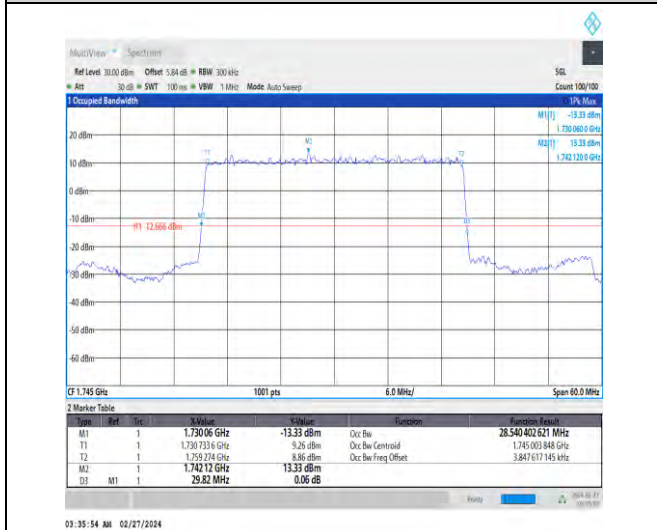 MultiView Spectrum
Ref Level 30.00 dBm Offset 5.84 dB RBW 300 kHz SGL
Att 30 dB SWT 100 ms VBW 1 MHz Mode Auto Sweep Count 100/100
1 Occupied Bandwidth 1Pk Max
M1[1] -13.33 dBm
1.730 060 0 GHz
M2[1] 13.33 dBm
1.742 120 0 GHz
20 dBm
M2
T1 T2
10 dBm
0 dBm
-10 dBm
M1 D3
H1 -12.666 dBm
-20 dBm
-30 dBm
-40 dBm
-50 dBm
-60 dBm
CF 1.745 GHz 1001 pts 6.0 MHz/ Span 60.0 MHz
2 Marker Table
Type Ref Trc X-Value Y-Value Function Function Result
M1 1 1.730 06 GHz -13.33 dBm Occ Bw 28.540 402 621 MHz
T1 1 1.730 733 6 GHz 9.26 dBm Occ Bw Centroid 1.745 003 848 GHz
T2 1 1.759 274 GHz 8.86 dBm Occ Bw Freq Offset 3.847 617 145 kHz
M2 1 1.742 12 GHz 13.33 dBm
D3 M1 1 29.82 MHz 0.06 dB
Ready
03:35:54 AM 02/27/2024